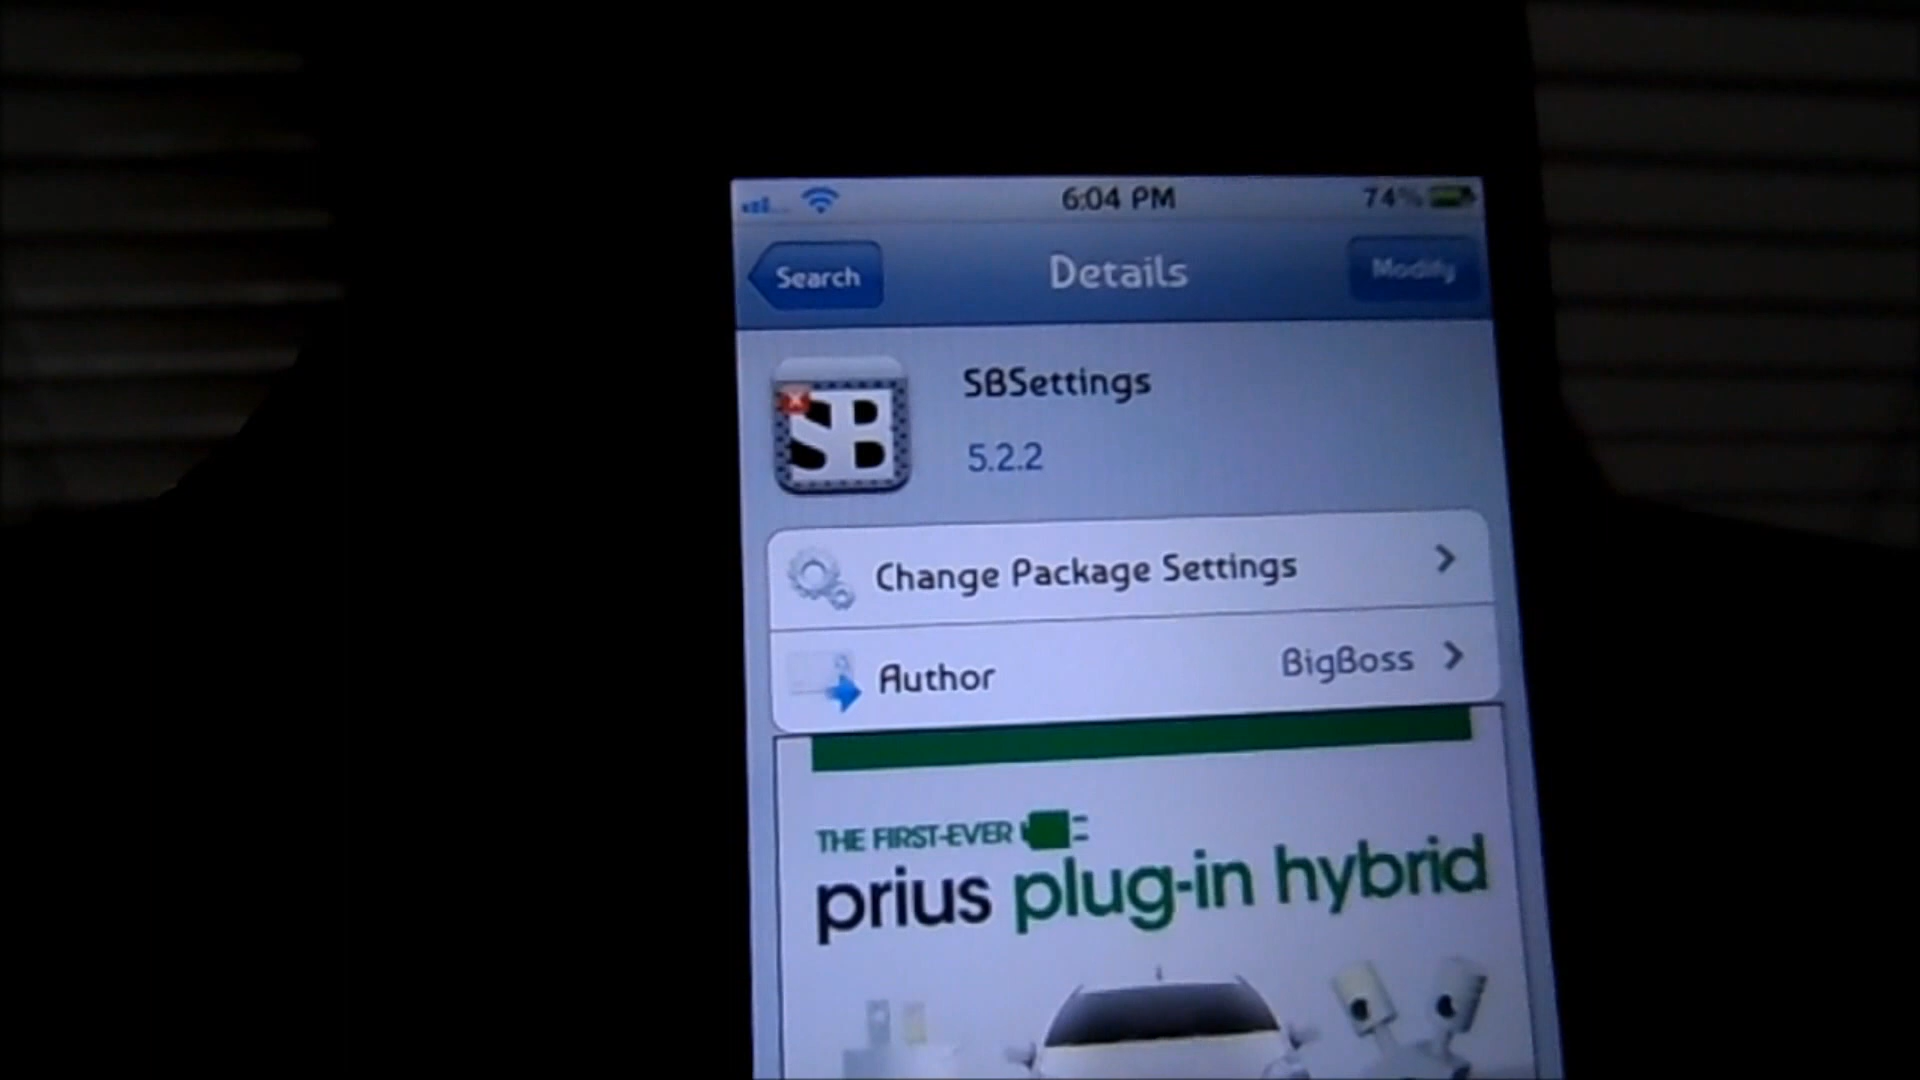 6:04 PM 74%
Search Details Modify
SB
SBSettings
5.2.2
Change Package Settings
Author BigBoss
THE FIRST-EVER
prius plug-in hybrid